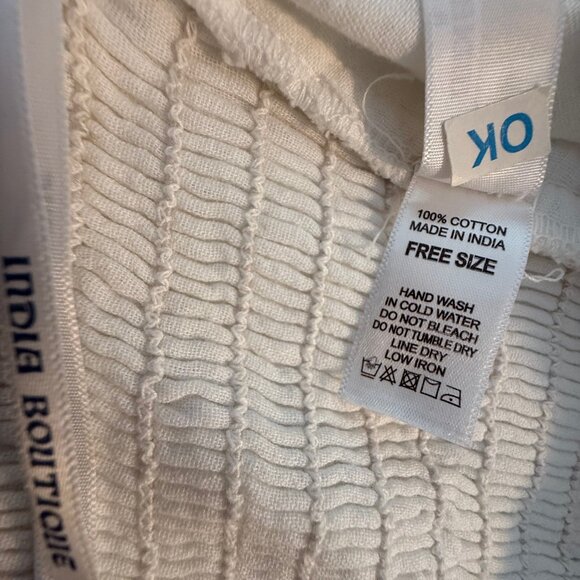 OK
100% COTTON
MADE IN INDIA
FREE SIZE
HAND WASH
IN COLD WATER
DO NOT BLEACH
DO NOT TUMBLE DRY
LINE DRY
LOW IRON
INDIA BOUTIQUE